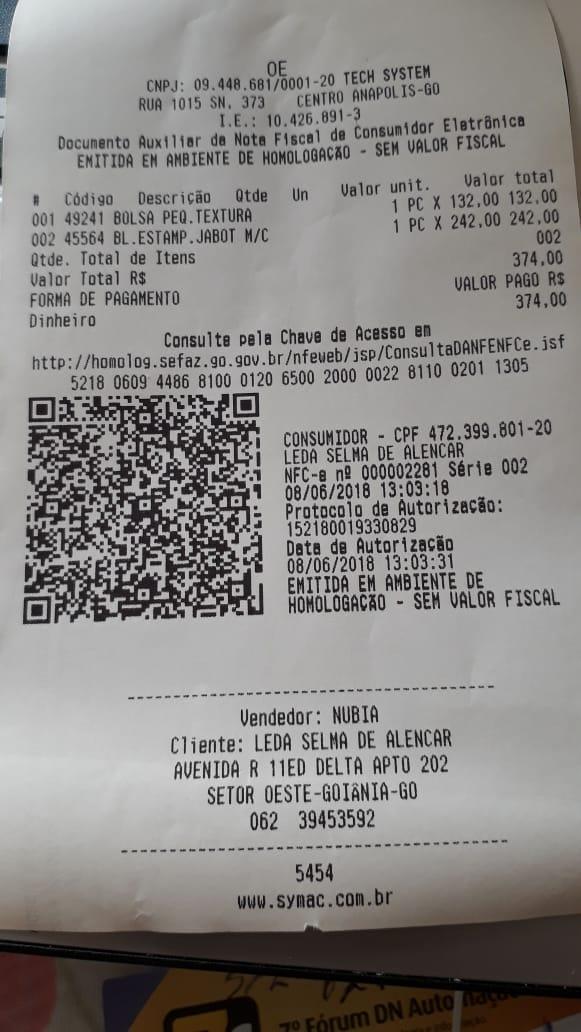 OE
CNPJ: 09.448.681/0001-20 TECH SYSTEM
RUA 1015 SN, 373 CENTRO ANAPOLIS-GO
I.E.: 10.426.891-3
Documento Auxiliar da Nota Fiscal de Consumidor Eletrônica
EMITIDA EM AMBIENTE DE HOMOLOGAÇÃO - SEM VALOR FISCAL
# Código Descrição Qtde Un Valor unit. Valor total
001 49241 BOLSA PEQ.TEXTURA 1 PC X 132,00 132,00
002 45564 BL.ESTAMP.JABOT M/C 1 PC X 242,00 242,00
Qtde. Total de Itens 002
Valor Total R$ 374,00
FORMA DE PAGAMENTO VALOR PAGO R$
Dinheiro 374,00
Consulte pela Chave de Acesso em
http://homolog.sefaz.go.gov.br/nfeweb/jsp/ConsultaDANFENFCe.jsf
5218 0609 4486 8100 0120 6500 2000 0022 8110 0201 1305
CONSUMIDOR - CPF 472.399.801-20
LEDA SELMA DE ALENCAR
NFC-e nº 000002281 Série 002
08/06/2018 13:03:18
Protocolo de Autorização:
152180019330829
Data de Autorização
08/06/2018 13:03:31
EMITIDA EM AMBIENTE DE
HOMOLOGAÇÃO - SEM VALOR FISCAL
Vendedor: NUBIA
Cliente: LEDA SELMA DE ALENCAR
AVENIDA R 11ED DELTA APTO 202
SETOR OESTE-GOIÂNIA-GO
062 39453592
5454
www.symac.com.br
7º Fórum DN Automação